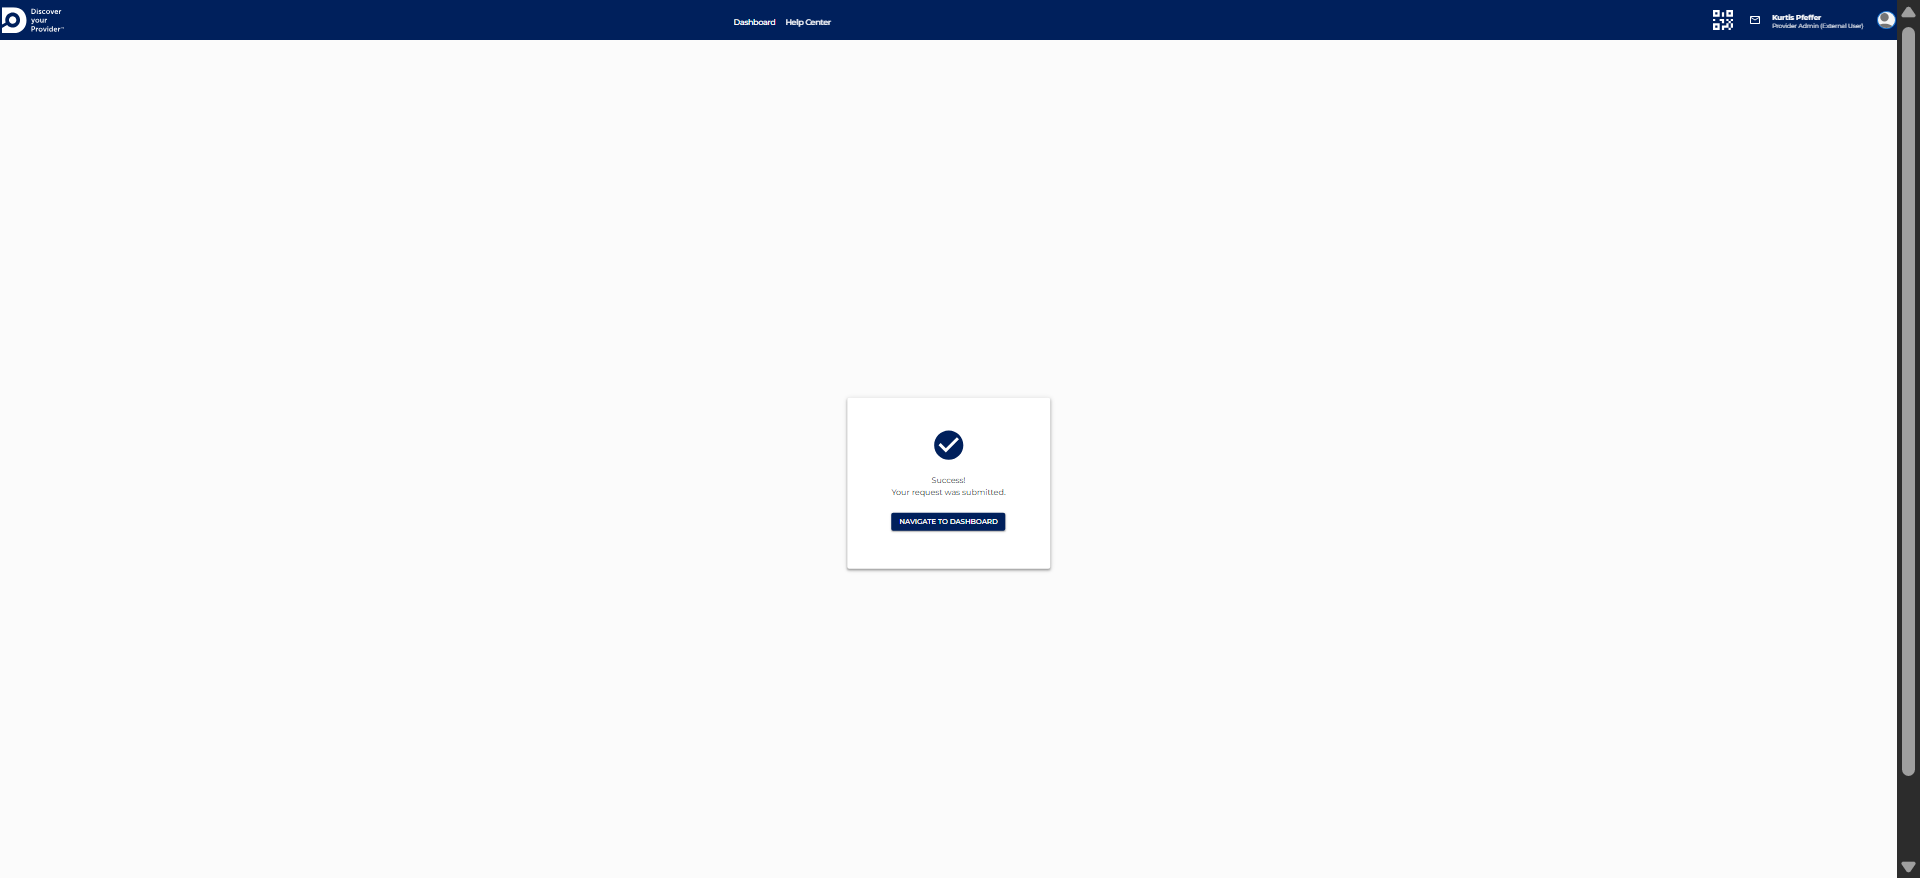 Discover
your
Provider™
Dashboard Help Center
Kurtis Pfeffer
Provider Admin (External User)
Success!
Your request was submitted.
NAVIGATE TO DASHBOARD